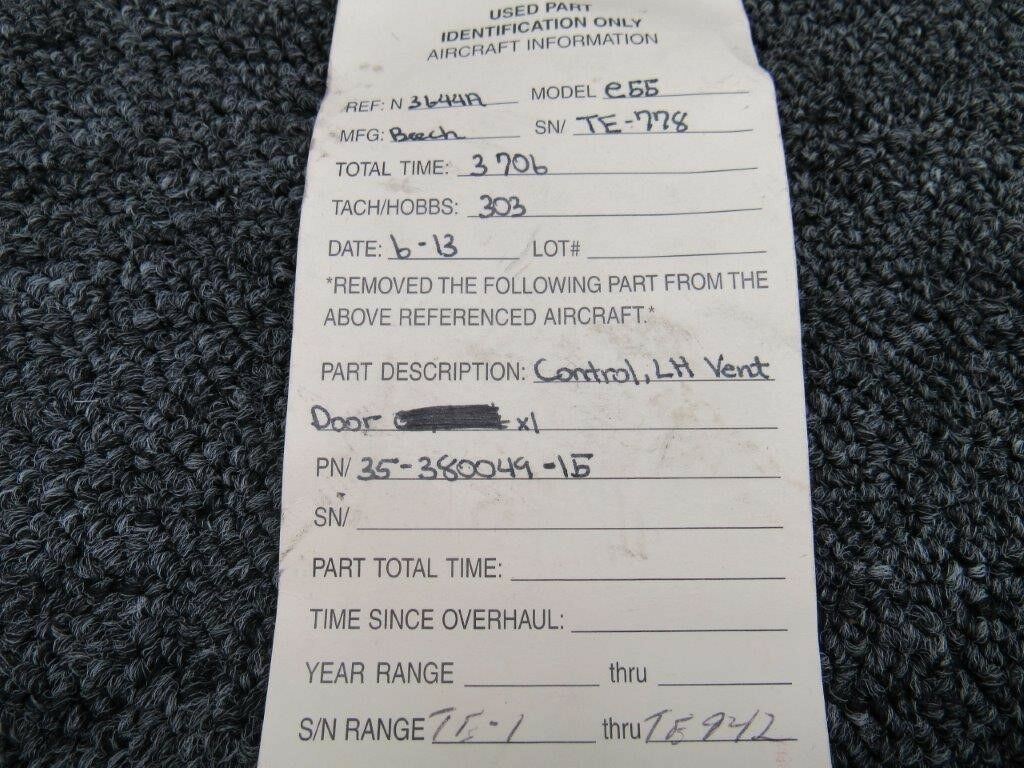 USED PART
IDENTIFICATION ONLY
AIRCRAFT INFORMATION
REF: N 3644A MODEL e55
MFG: Beech SN/ TE-778
TOTAL TIME: 3706
TACH/HOBBS: 303
DATE: 6-13 LOT#
*REMOVED THE FOLLOWING PART FROM THE
ABOVE REFERENCED AIRCRAFT.*
PART DESCRIPTION: Control, LH Vent
Door x1
PN/ 35-380049-15
SN/
PART TOTAL TIME:
TIME SINCE OVERHAUL:
YEAR RANGE thru
S/N RANGE TE-1 thru TE942